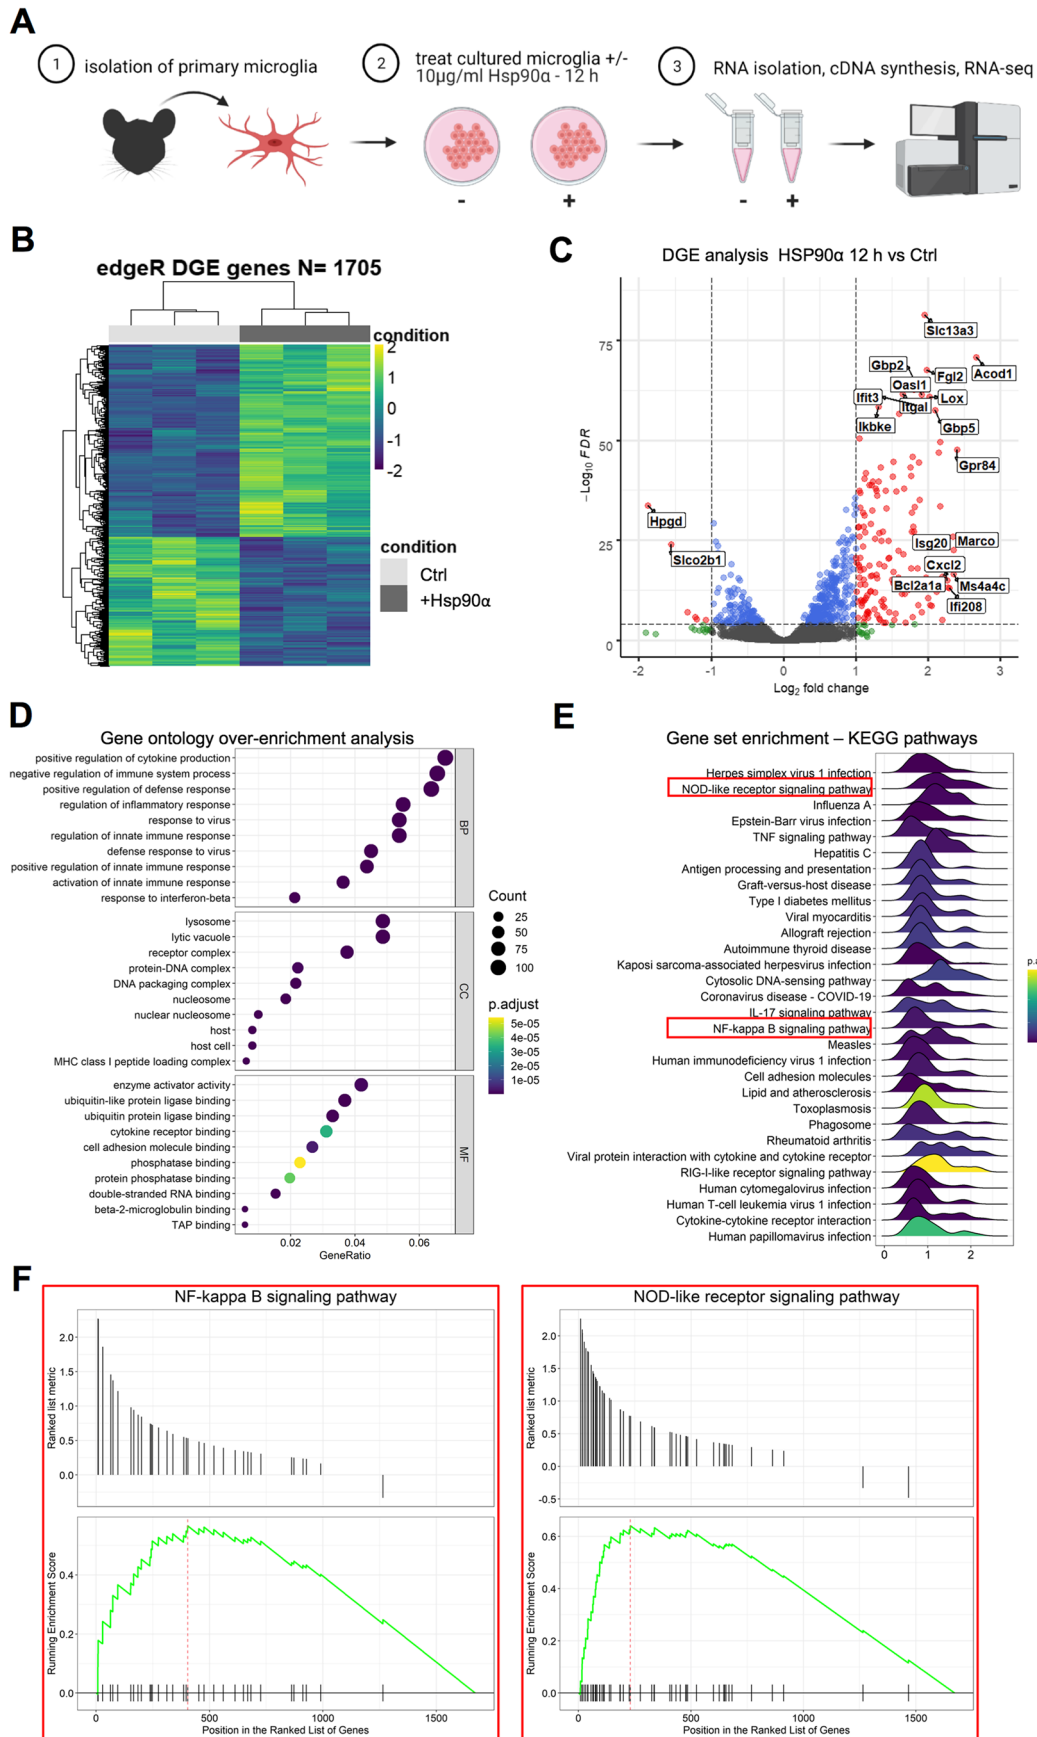 A
1 isolation of primary microglia
2 treat cultured microglia +/-
10µg/ml Hsp90α - 12 h
3 RNA isolation, cDNA synthesis, RNA-seq
- +
- +
B
edgeR DGE genes N= 1705
condition
2
1
0
-1
-2
condition
Ctrl
+Hsp90α
C
DGE analysis HSP90α 12 h vs Ctrl
-Log10 FDR
75
50
25
0
Slc13a3
Gbp2
Fgl2
Acod1
Oasl1
Ifit3
Itgal
Lox
Ikbke
Gbp5
Gpr84
Hpgd
Slco2b1
Isg20
Marco
Cxcl2
Bcl2a1a
Ms4a4c
Ifi208
-2 -1 0 1 2 3
Log2 fold change
D
Gene ontology over-enrichment analysis
positive regulation of cytokine production
negative regulation of immune system process
positive regulation of defense response
regulation of inflammatory response
response to virus
regulation of innate immune response
defense response to virus
positive regulation of innate immune response
activation of innate immune response
response to interferon-beta
BP
lysosome
lytic vacuole
receptor complex
protein-DNA complex
DNA packaging complex
nucleosome
nuclear nucleosome
host
host cell
MHC class I peptide loading complex
CC
enzyme activator activity
ubiquitin-like protein ligase binding
ubiquitin protein ligase binding
cytokine receptor binding
cell adhesion molecule binding
phosphatase binding
protein phosphatase binding
double-stranded RNA binding
beta-2-microglobulin binding
TAP binding
MF
0.02 0.04 0.06
GeneRatio
Count
25
50
75
100
p.adjust
5e-05
4e-05
3e-05
2e-05
1e-05
E
Gene set enrichment – KEGG pathways
Herpes simplex virus 1 infection
NOD-like receptor signaling pathway
Influenza A
Epstein-Barr virus infection
TNF signaling pathway
Hepatitis C
Antigen processing and presentation
Graft-versus-host disease
Type I diabetes mellitus
Viral myocarditis
Allograft rejection
Autoimmune thyroid disease
Kaposi sarcoma-associated herpesvirus infection
Cytosolic DNA-sensing pathway
Coronavirus disease - COVID-19
IL-17 signaling pathway
NF-kappa B signaling pathway
Measles
Human immunodeficiency virus 1 infection
Cell adhesion molecules
Lipid and atherosclerosis
Toxoplasmosis
Phagosome
Rheumatoid arthritis
Viral protein interaction with cytokine and cytokine receptor
RIG-I-like receptor signaling pathway
Human cytomegalovirus infection
Human T-cell leukemia virus 1 infection
Cytokine-cytokine receptor interaction
Human papillomavirus infection
0 1 2
F
NF-kappa B signaling pathway
Ranked list metric
2.0
1.5
1.0
0.5
0.0
Running Enrichment Score
0.4
0.2
0.0
0 500 1000 1500
Position in the Ranked List of Genes
NOD-like receptor signaling pathway
Ranked list metric
2.0
1.5
1.0
0.5
0.0
-0.5
Running Enrichment Score
0.6
0.4
0.2
0.0
0 500 1000 1500
Position in the Ranked List of Genes